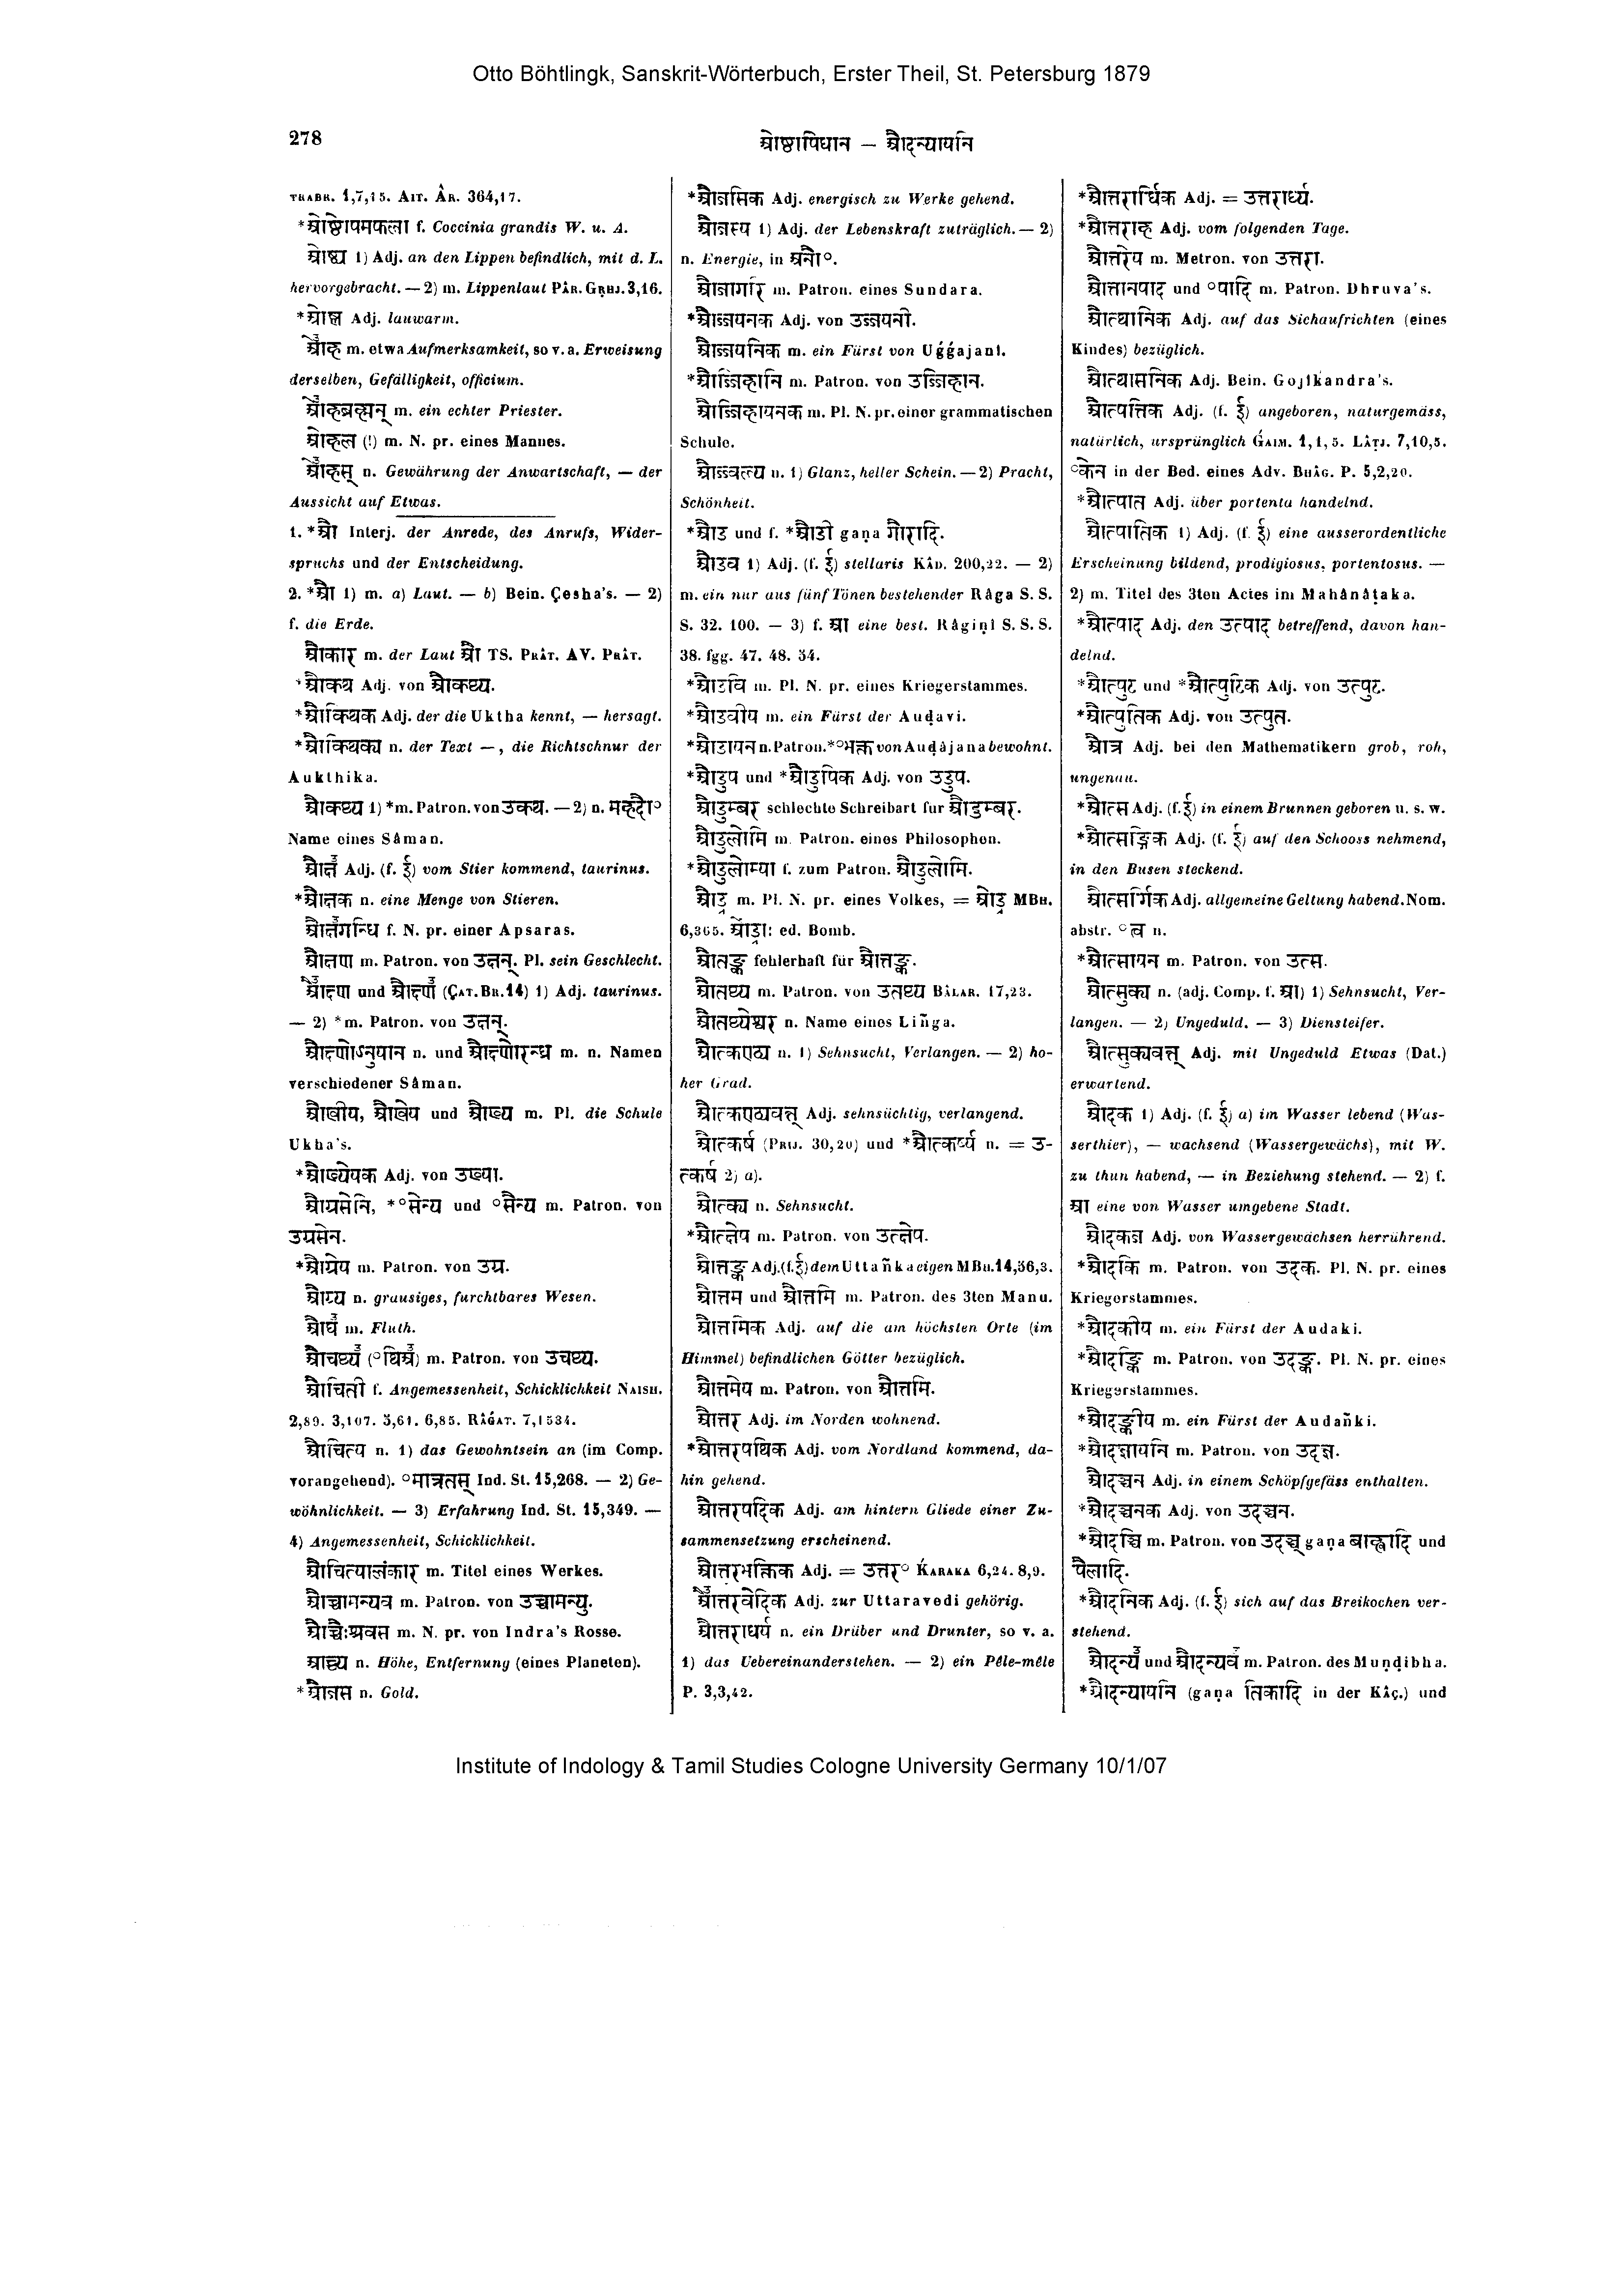 Otto Böhtlingk, Sanskrit-Wörterbuch, Erster Theil, St. Petersburg 1879
278
ओष्ठापिधान – औदन्यायनि
THABR. 1,7,15. AIT. ÂR. 364,17.
*ओष्ठोपमफला f. Coccinia grandis W. u. A.
ओष्ठ्य 1) Adj. an den Lippen befindlich, mit d. L.
hervorgebracht. — 2) m. Lippenlaut PÂR. GṚHJ. 3,16.
*ओष्ण Adj. lauwarm.
ओह m. etwa Aufmerksamkeit, so v. a. Erweisung
derselben, Gefälligkeit, officium.
ओहब्रह्मन् m. ein echter Priester.
ओहल (!) m. N. pr. eines Mannes.
ओहस् n. Gewährung der Anwartschaft, — der
Aussicht auf Etwas.
1. *औ Interj. der Anrede, des Anrufs, Wider-
spruchs und der Entscheidung.
2. *औ 1) m. a) Laut. — b) Bein. Çesha's. — 2)
f. die Erde.
औकार m. der Laut औ TS. PRÂT. AV. PRÂT.
*औक्थ Adj. von औक्थ्य.
*औक्थिक Adj. der die Uktha kennt, — hersagt.
*औक्थिक्य n. der Text —, die Richtschnur der
Aukthika.
औक्थ्य 1) *m. Patron. von उक्थ. — 2) n. महदौ°
Name eines Sâman.
औक्ष Adj. (f. ई) vom Stier kommend, taurinus.
*औक्षक n. eine Menge von Stieren.
औक्षगन्धि f. N. pr. einer Apsaras.
औक्षण m. Patron. von उक्षन्. Pl. sein Geschlecht.
औक्ष्ण und औक्ष्ण (ÇAT. BR. 14) 1) Adj. taurinus.
— 2) *m. Patron. von उक्षन्.
औक्ष्णोऽनुयान n. und औक्ष्णोरन्ध्र m. n. Namen
verschiedener Sâman.
औखीय, औखेय und औख्य m. Pl. die Schule
Ukha's.
*औख्येयक Adj. von उख्या.
औग्रसेनि, *°सेन्य und °सैन्य m. Patron. von
उग्रसेन.
*औग्रेय m. Patron. von उग्र.
औग्र्य n. grausiges, furchtbares Wesen.
औघ m. Fluth.
औचथ्य (°थिअ) m. Patron. von उचथ्य.
औचिती f. Angemessenheit, Schicklichkeit NAISH.
2,89. 3,107. 5,61. 6,85. RÂǴAT. 7,1534.
औचित्य n. 1) das Gewohntsein an (im Comp.
vorangehend). °मात्रतस् Ind. St. 15,268. — 2) Ge-
wöhnlichkeit. — 3) Erfahrung Ind. St. 15,349. —
4) Angemessenheit, Schicklichkeit.
औचित्यालंकार m. Titel eines Werkes.
औच्चामन्यव m. Patron. von उच्चामन्यु.
औच्चैःश्रवस m. N. pr. von Indra's Rosse.
औच्च्य n. Höhe, Entfernung (eines Planeten).
*औजस n. Gold.
*औजसिक Adj. energisch zu Werke gehend.
औजस्य 1) Adj. der Lebenskraft zuträglich. — 2)
n. Energie, in मनौ°.
औजागरि m. Patron. eines Sundara.
*औज्जयनक Adj. von उज्जयनी.
औज्जयनिक m. ein Fürst von Uǵǵajanî.
*औज्जिहानि m. Patron. von उज्जिहान.
औज्जिहायनक m. Pl. N. pr. einer grammatischen
Schule.
औज्ज्वल्य n. 1) Glanz, heller Schein. — 2) Pracht,
Schönheit.
*औड und f. *औडी gaṇa गौरादि.
औडव 1) Adj. (f. ई) stellaris KÂD. 200,22. — 2)
m. ein nur aus fünf Tönen bestehender Râga S. S. S.
S. 32. 100. — 3) f. आ eine best. Râgiṇî S. S. S.
38. fgg. 47. 48. 54.
*औडवि m. Pl. N. pr. eines Kriegerstammes.
*औडवीय m. ein Fürst der Auḍavi.
*औडायन n. Patron. *°भक्त von Auḍâjana bewohnt.
*औडुप und *औडुपिक Adj. von उडुप.
औडुम्बर schlechte Schreibart für औदुम्बर.
औडुलोमि m. Patron. eines Philosophen.
*औडुलोम्या f. zum Patron. औडुलोमि.
औड्र m. Pl. N. pr. eines Volkes, = ओड्र MBH.
6,365. औड्राः ed. Bomb.
औतङ्क fehlerhaft für औत्तङ्क.
औतथ्य m. Patron. von उतथ्य BÂLAR. 17,23.
औतथ्येश्वर n. Name eines Liṅga.
औत्कण्ठ्य n. 1) Sehnsucht, Verlangen. — 2) ho-
her Grad.
औत्कण्ठ्यवत् Adj. sehnsüchtig, verlangend.
औत्कर्ष (PRIJ. 30,20) und *औत्कर्ष्य n. = उ-
त्कर्ष 2) a).
औत्क्य n. Sehnsucht.
*औत्क्षेप m. Patron. von उत्क्षेप.
औत्तङ्क Adj. (f. ई) dem Uttaṅka eigen MBH. 14,56,3.
औत्तम und औत्तमि m. Patron. des 3ten Manu.
औत्तमिक Adj. auf die am höchsten Orte (im
Himmel) befindlichen Götter bezüglich.
औत्तमेय m. Patron. von औत्तमि.
औत्तर Adj. im Norden wohnend.
*औत्तरपथिक Adj. vom Nordland kommend, da-
hin gehend.
औत्तरपदिक Adj. am hintern Gliede einer Zu-
sammensetzung erscheinend.
औत्तरभक्तिक Adj. = उत्तर° KARAKA 6,24. 8,9.
औत्तरवेदिक Adj. zur Uttaravedi gehörig.
औत्तराधर्य n. ein Drüber und Drunter, so v. a.
1) das Uebereinanderstehen. — 2) ein Pêle-mêle
P. 3,3,42.
*औत्तरार्धिक Adj. = उत्तरार्ध्य.
*औत्तराह Adj. vom folgenden Tage.
औत्तरेय m. Metron. von उत्तरा.
औत्तानपाद und °पादि m. Patron. Dhruva's.
औत्थानिक Adj. auf das Sichaufrichten (eines
Kindes) bezüglich.
औत्थासनिक Adj. Bein. Gojîkandra's.
औत्पत्तिक Adj. (f. ई) angeboren, naturgemäss,
natürlich, ursprünglich ǴAIM. 1,1,5. LÂṬJ. 7,10,5.
°केन in der Bed. eines Adv. BHÂG. P. 5,2,20.
*औत्पात Adj. über portenta handelnd.
औत्पातिक 1) Adj. (f. ई) eine ausserordentliche
Erscheinung bildend, prodigiosus, portentosus. —
2) m. Titel des 3ten Actes im Mahânâṭaka.
*औत्पाद Adj. den उत्पाद betreffend, davon han-
delnd.
*औत्पुट und *औत्पुटिक Adj. von उत्पुट.
*औत्पुतिक Adj. von उत्पुत.
औत्र Adj. bei den Mathematikern grob, roh,
ungenau.
*औत्स Adj. (f. ई) in einem Brunnen geboren u. s. w.
*औत्सङ्गिक Adj. (f. ई) auf den Schooss nehmend,
in den Busen steckend.
औत्सर्गिक Adj. allgemeine Geltung habend. Nom.
abstr. °त्व n.
*औत्सायन m. Patron. von उत्स.
औत्सुक्य n. (adj. Comp. f. आ) 1) Sehnsucht, Ver-
langen. — 2) Ungeduld. — 3) Diensteifer.
औत्सुक्यवत् Adj. mit Ungeduld Etwas (Dat.)
erwartend.
औदक 1) Adj. (f. ई) a) im Wasser lebend (Was-
serthier), — wachsend (Wassergewächs), mit W.
zu thun habend, — in Beziehung stehend. — 2) f.
आ eine von Wasser umgebene Stadt.
औदकज Adj. von Wassergewächsen herrührend.
*औदकि m. Patron. von उदक. Pl. N. pr. eines
Kriegerstammes.
*औदकीय m. ein Fürst der Audaki.
*औदङ्कि m. Patron. von उदङ्क. Pl. N. pr. eines
Kriegerstammes.
*औदङ्कीय m. ein Fürst der Audaṅki.
*औदज्ञायनि m. Patron. von उदज्ञ.
औदञ्चन Adj. in einem Schöpfgefäss enthalten.
*औदञ्चनक Adj. von उदञ्चन.
*औदञ्चि m. Patron. von उदञ्चु gaṇa बाह्वादि und
पैलादि.
*औदनिक Adj. (f. ई) sich auf das Breikochen ver-
stehend.
औदन्य und औदन्यव m. Patron. des Muṇḍibha.
*औदन्यायनि (gaṇa तिकादि in der KÂÇ.) und
Institute of Indology & Tamil Studies Cologne University Germany 10/1/07